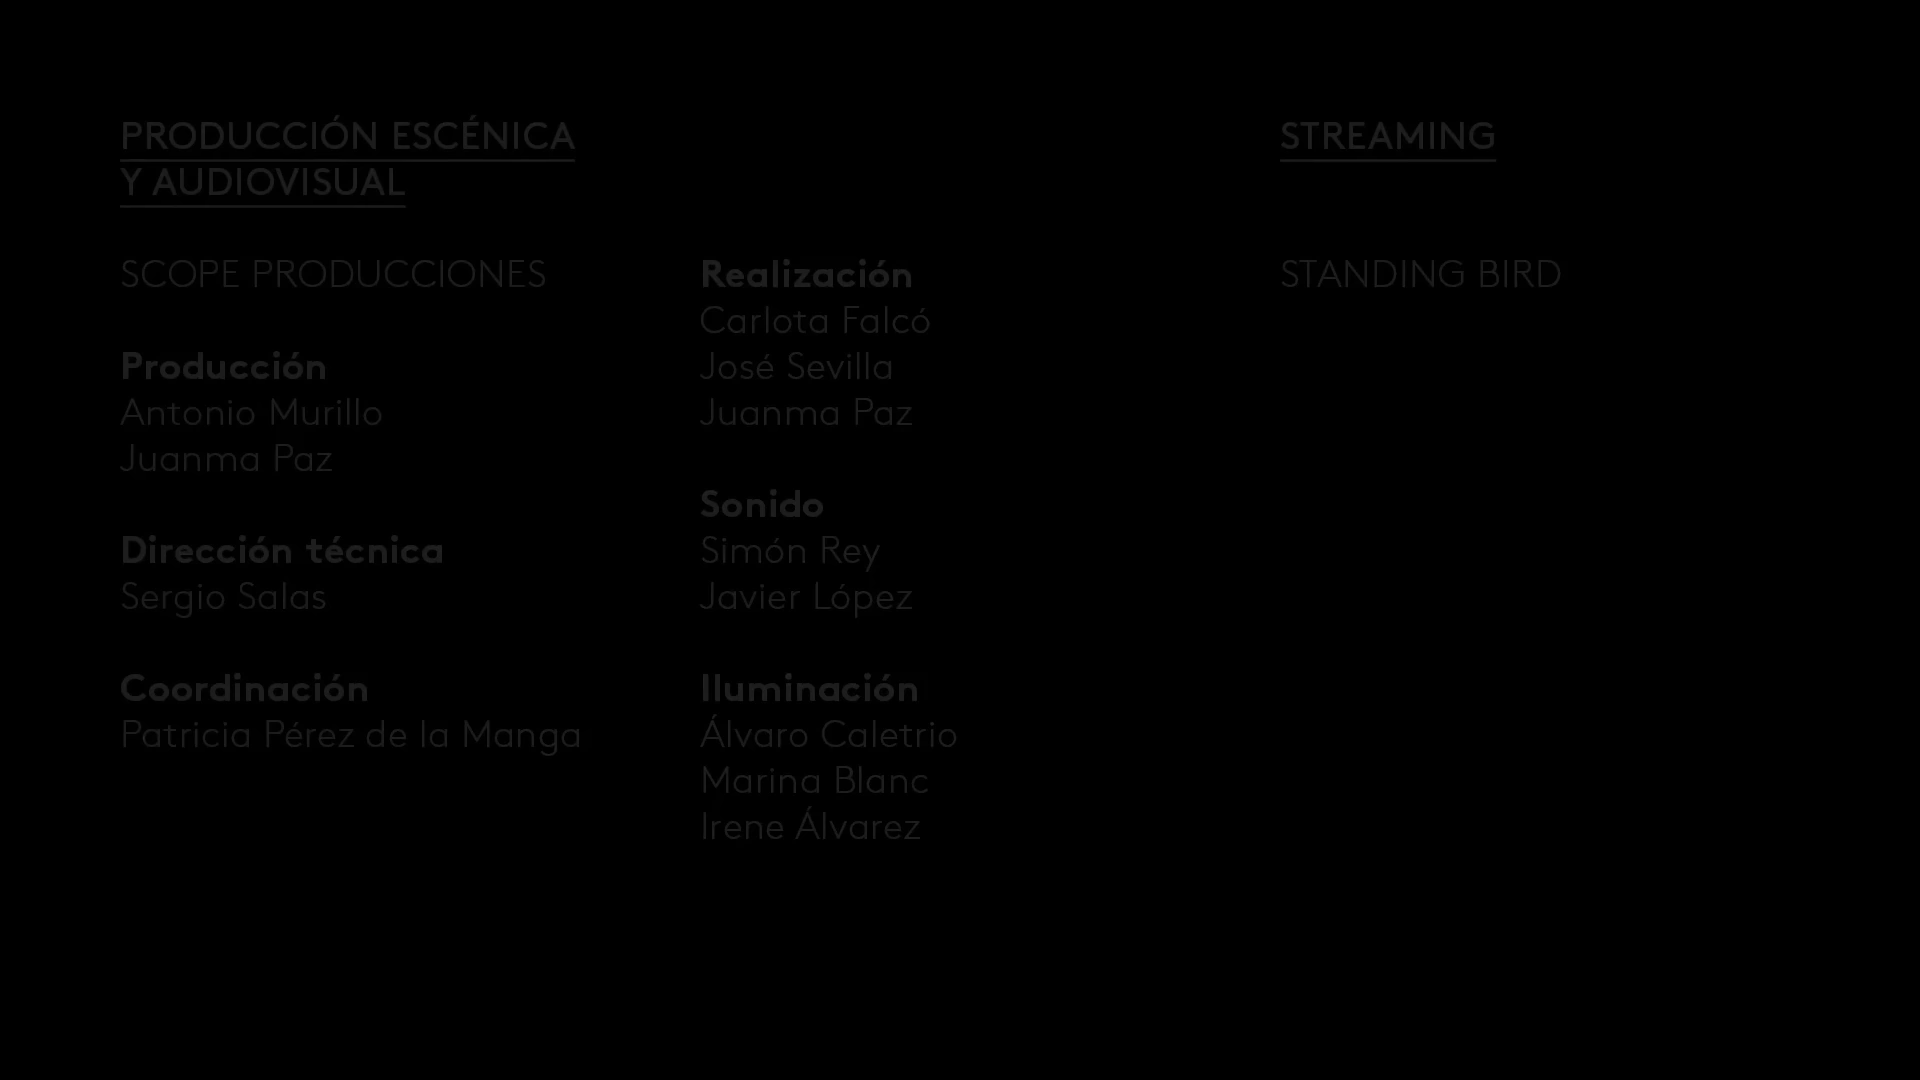 PRODUCCIÓN ESCÉNICA
Y AUDIOVISUAL
SCOPE PRODUCCIONES
Producción
Antonio Murillo
Juanma Paz
Dirección técnica
Sergio Salas
Coordinación
Patricia Pérez de la Manga
Realización
Carlota Falcó
José Sevilla
Juanma Paz
Sonido
Simón Rey
Javier López
Iluminación
Álvaro Caletrio
Marina Blanc
Irene Álvarez
STREAMING
STANDING BIRD